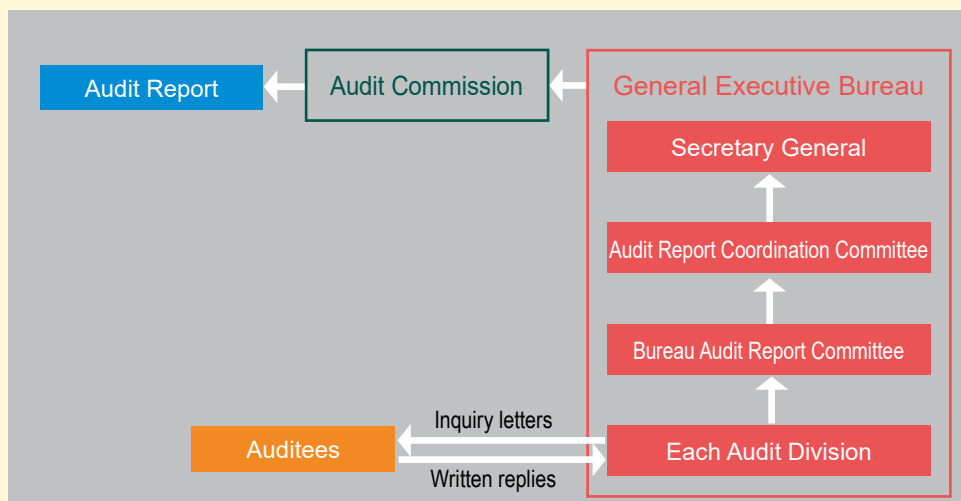 Audit Report
Audit Commission
General Executive Bureau
Secretary General
Audit Report Coordination Committee
Bureau Audit Report Committee
Inquiry letters
Auditees
Each Audit Division
Written replies